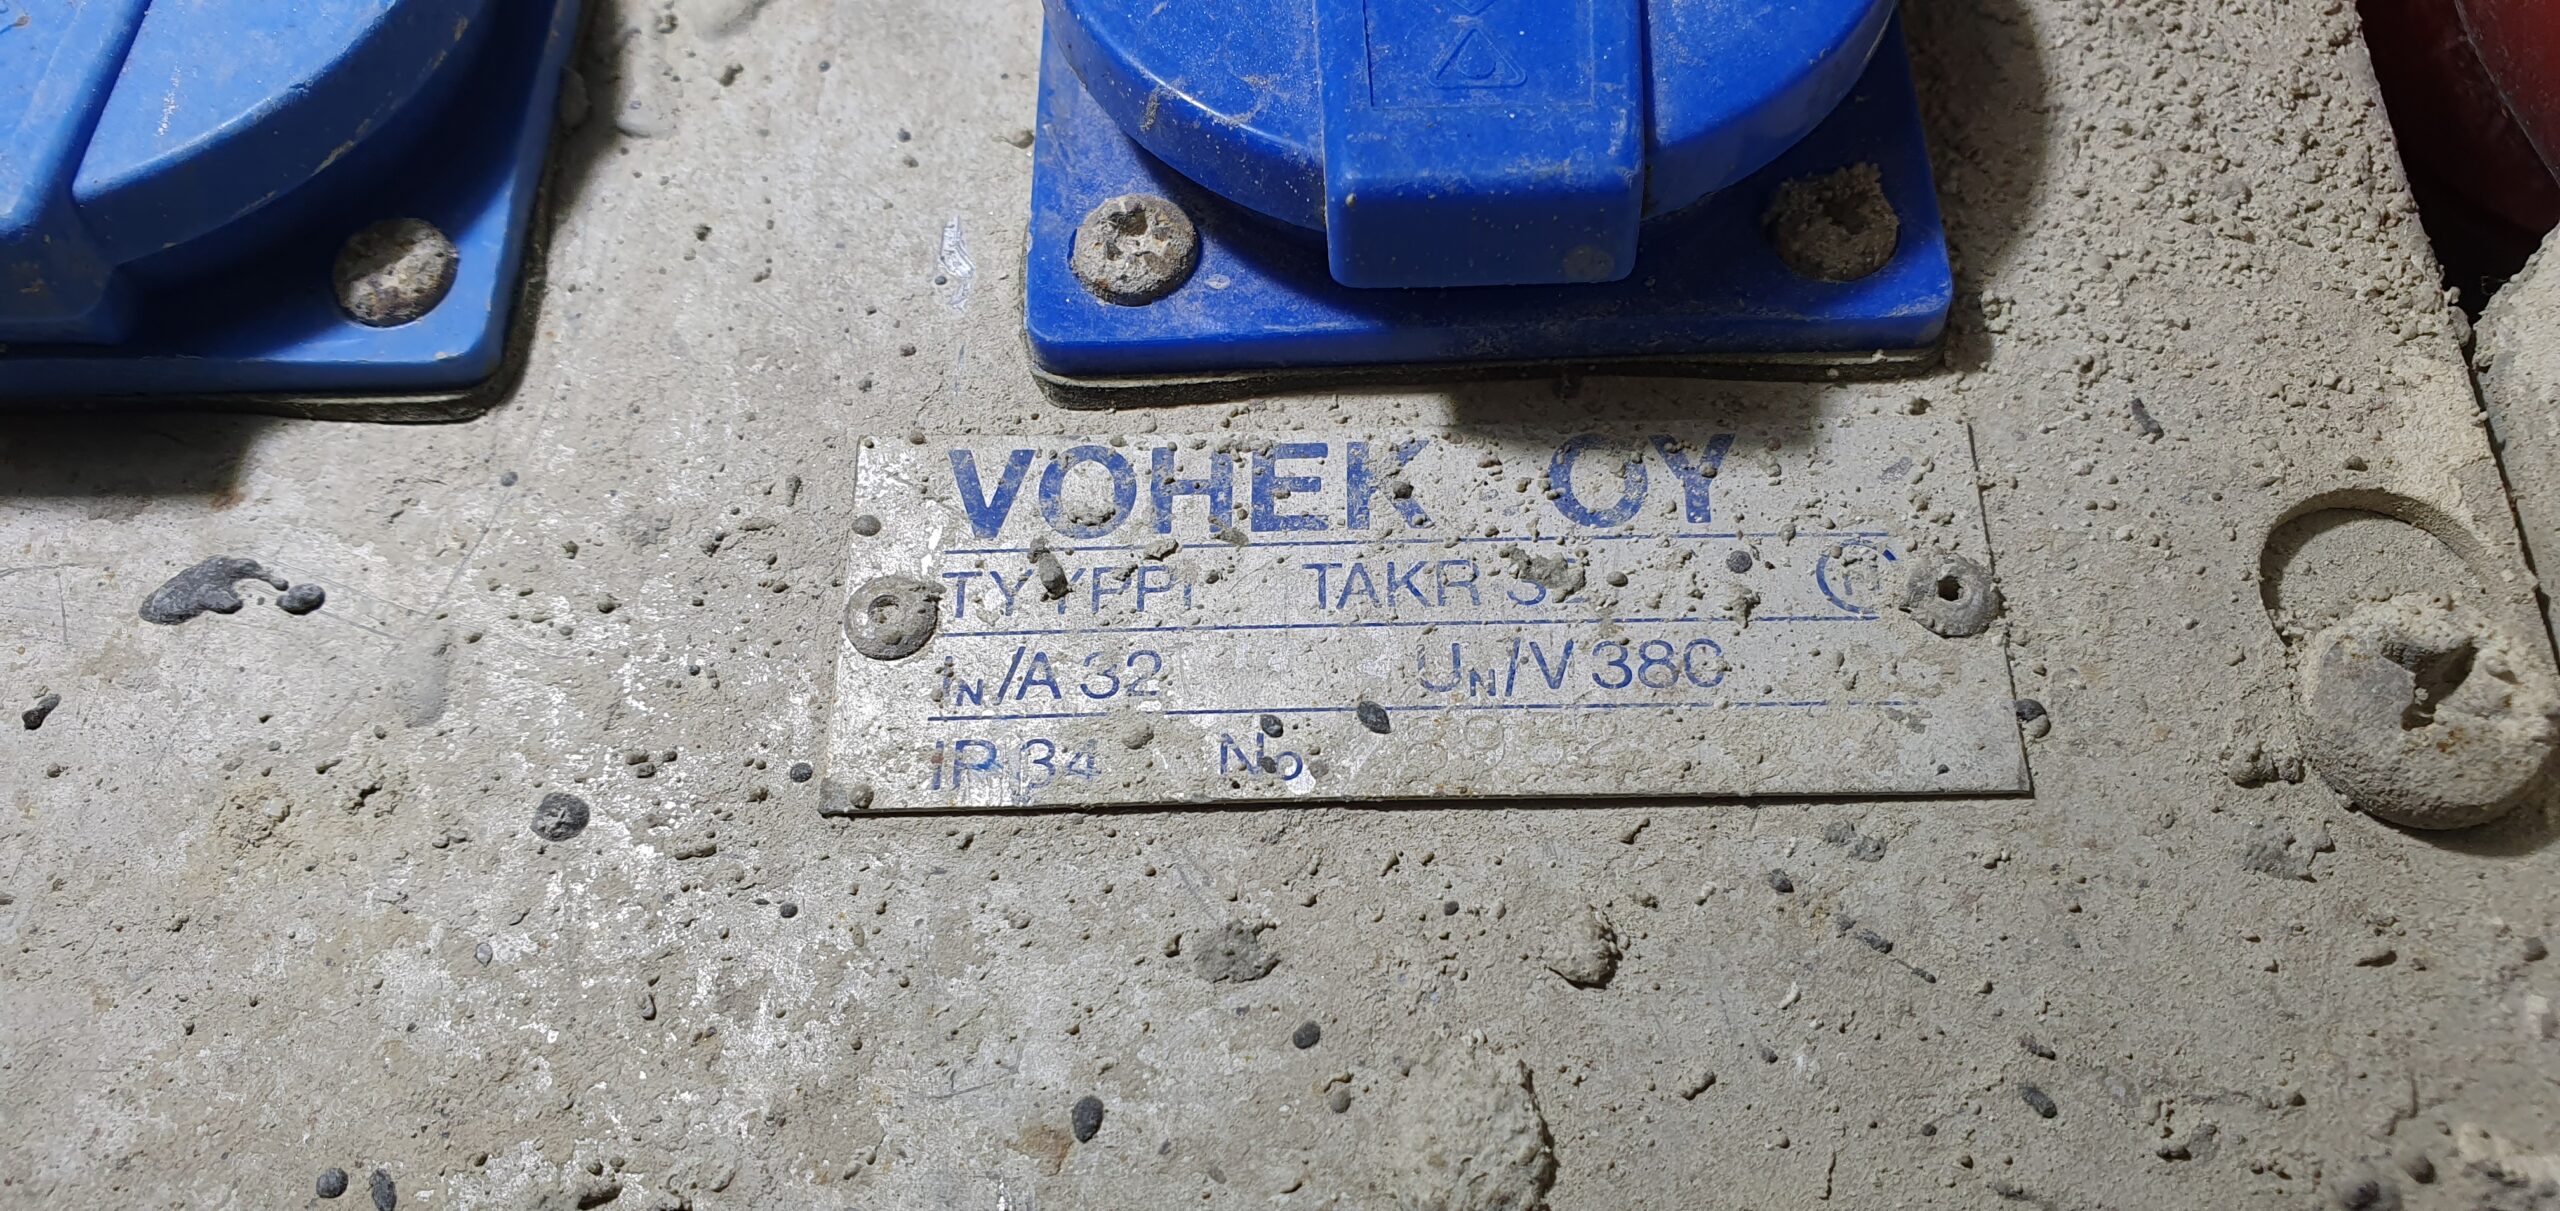 VOHEK OY
TYYPPI TAKR 32
IN/A 32 UN/V 380
IP 34 No